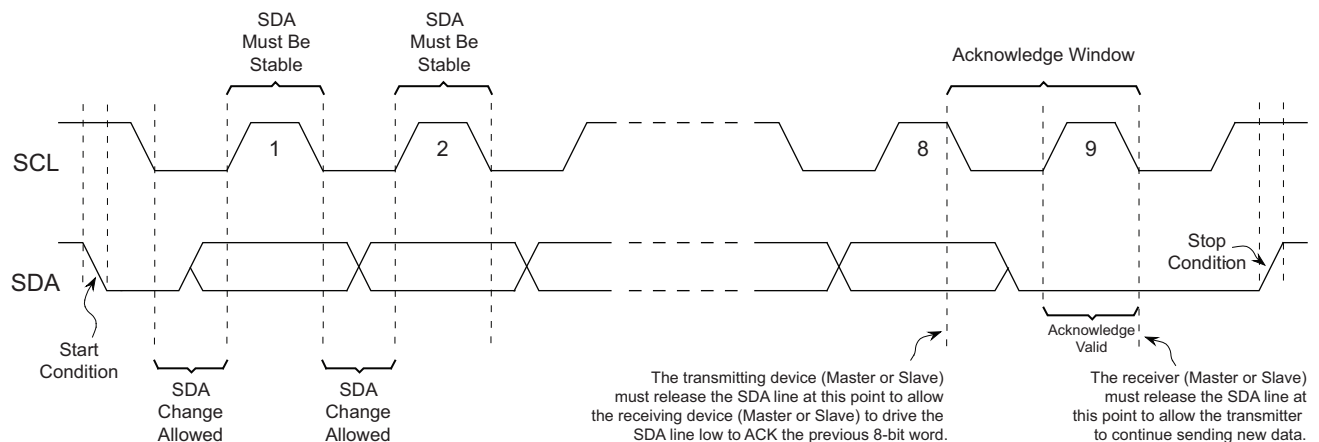 SDA
Must Be
Stable
SDA
Must Be
Stable
Acknowledge Window
SCL
1
2
8
9
SDA
Stop
Condition
Start
Condition
Acknowledge
Valid
SDA
Change
Allowed
SDA
Change
Allowed
The transmitting device (Master or Slave)
must release the SDA line at this point to allow
the receiving device (Master or Slave) to drive the
SDA line low to ACK the previous 8-bit word.
The receiver (Master or Slave)
must release the SDA line at
this point to allow the transmitter
to continue sending new data.